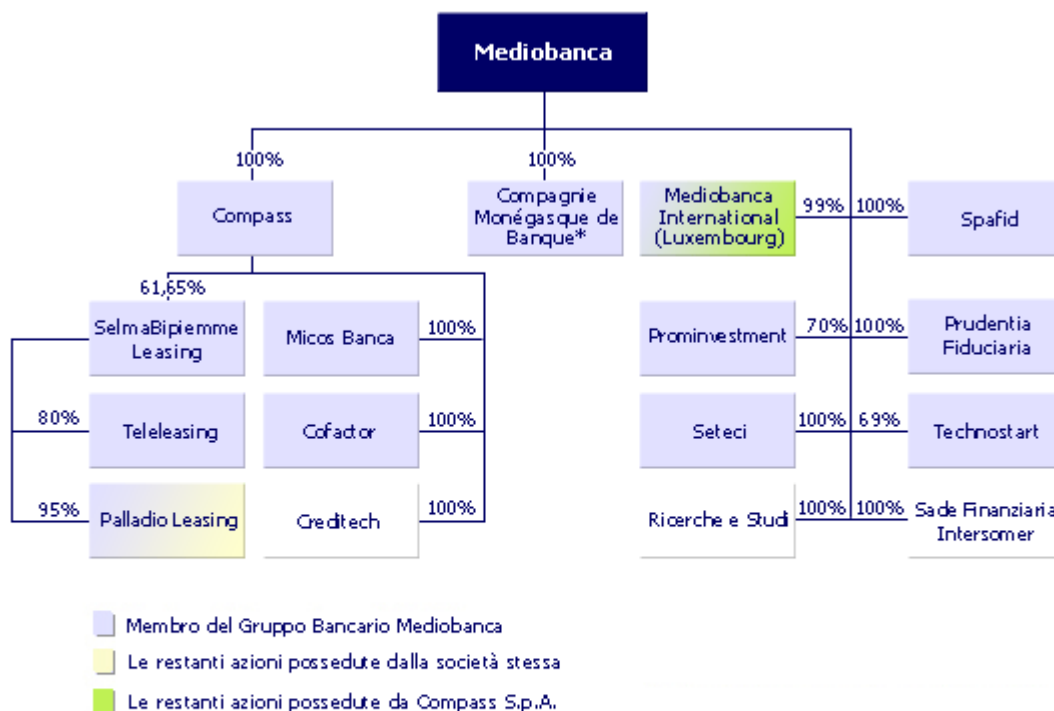 Mediobanca
100%
100%
Compass
Compagnie
Monégasque de
Banque*
Mediobanca
International
(Luxembourg)
99%
100%
Spafid
61,65%
SelmaBipiemme
Leasing
Micos Banca
100%
Prominvestment
70%
100%
Prudentia
Fiduciaria
80%
Teleleasing
Cofactor
100%
Seteci
100%
69%
Technostart
95%
Palladio Leasing
Creditech
100%
Ricerche e Studi
100%
100%
Sade Finanziaria
Intersomer
Membro del Gruppo Bancario Mediobanca
Le restanti azioni possedute dalla società stessa
Le restanti azioni possedute da Compass S.p.A.